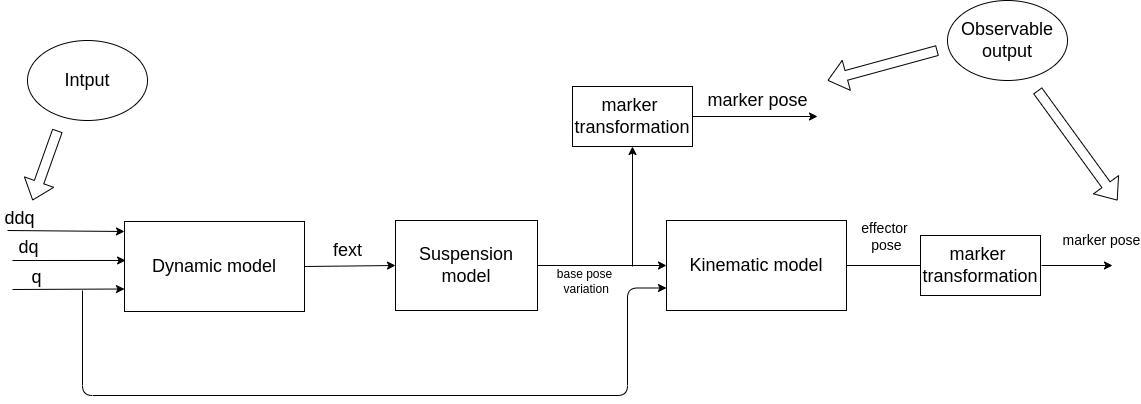 Intput
Observable
output
marker
transformation
marker pose
ddq
dq
q
Dynamic model
fext
Suspension
model
base pose
variation
Kinematic model
effector
pose
marker
transformation
marker pose